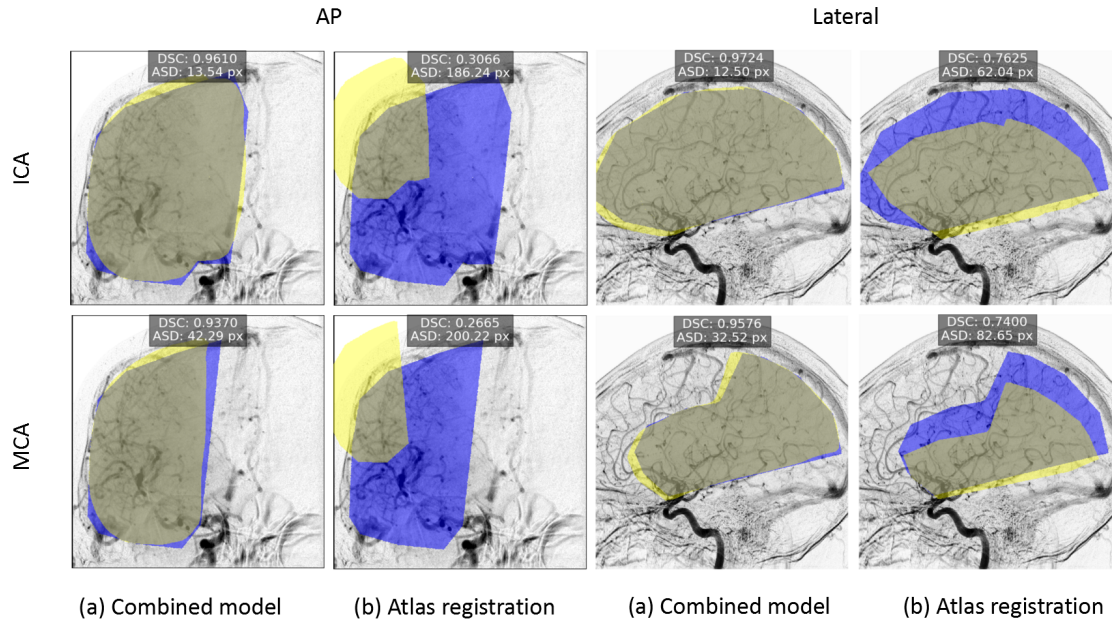 AP
Lateral
ICA
DSC: 0.9610
ASD: 13.54 px
DSC: 0.3066
ASD: 186.24 px
DSC: 0.9724
ASD: 12.50 px
DSC: 0.7625
ASD: 62.04 px
MCA
DSC: 0.9370
ASD: 42.29 px
DSC: 0.2665
ASD: 200.22 px
DSC: 0.9576
ASD: 32.52 px
DSC: 0.7400
ASD: 82.65 px
(a) Combined model
(b) Atlas registration
(a) Combined model
(b) Atlas registration